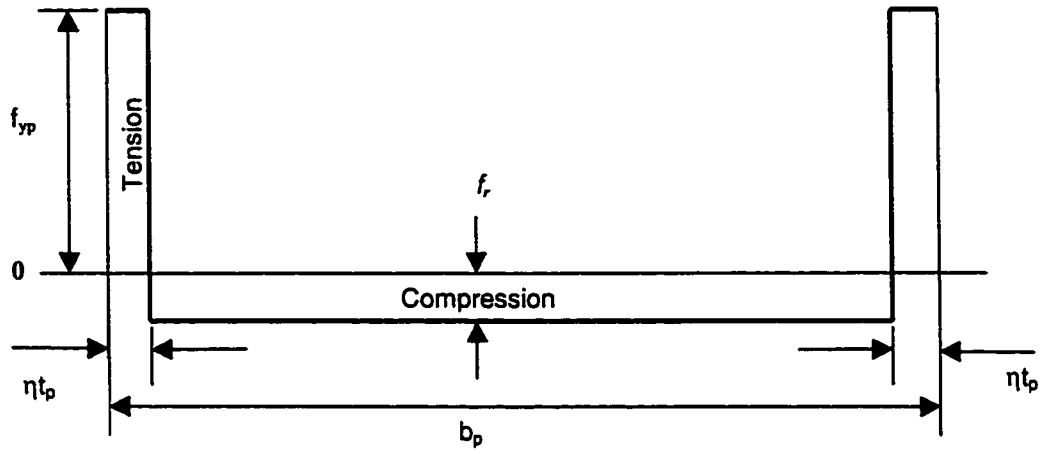 f_yp
Tension
f_r
0
Compression
ηt_p
ηt_p
b_p